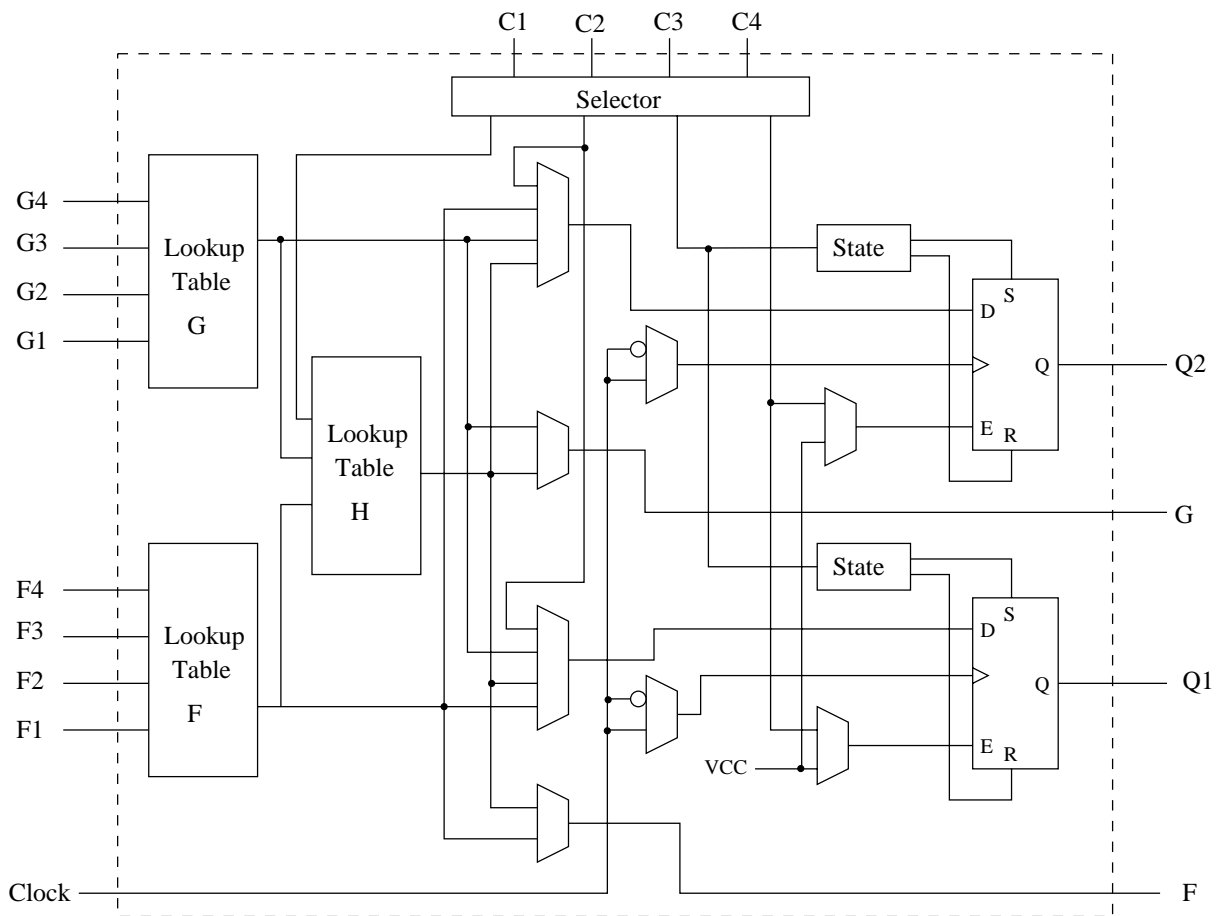 C1 C2 C3 C4
Selector
G4
G3
G2
G1
Lookup
Table
G
State
S
D
Q
E
R
Q2
Lookup
Table
H
G
F4
F3
F2
F1
Lookup
Table
F
State
S
D
Q
E
R
Q1
VCC
Clock
F